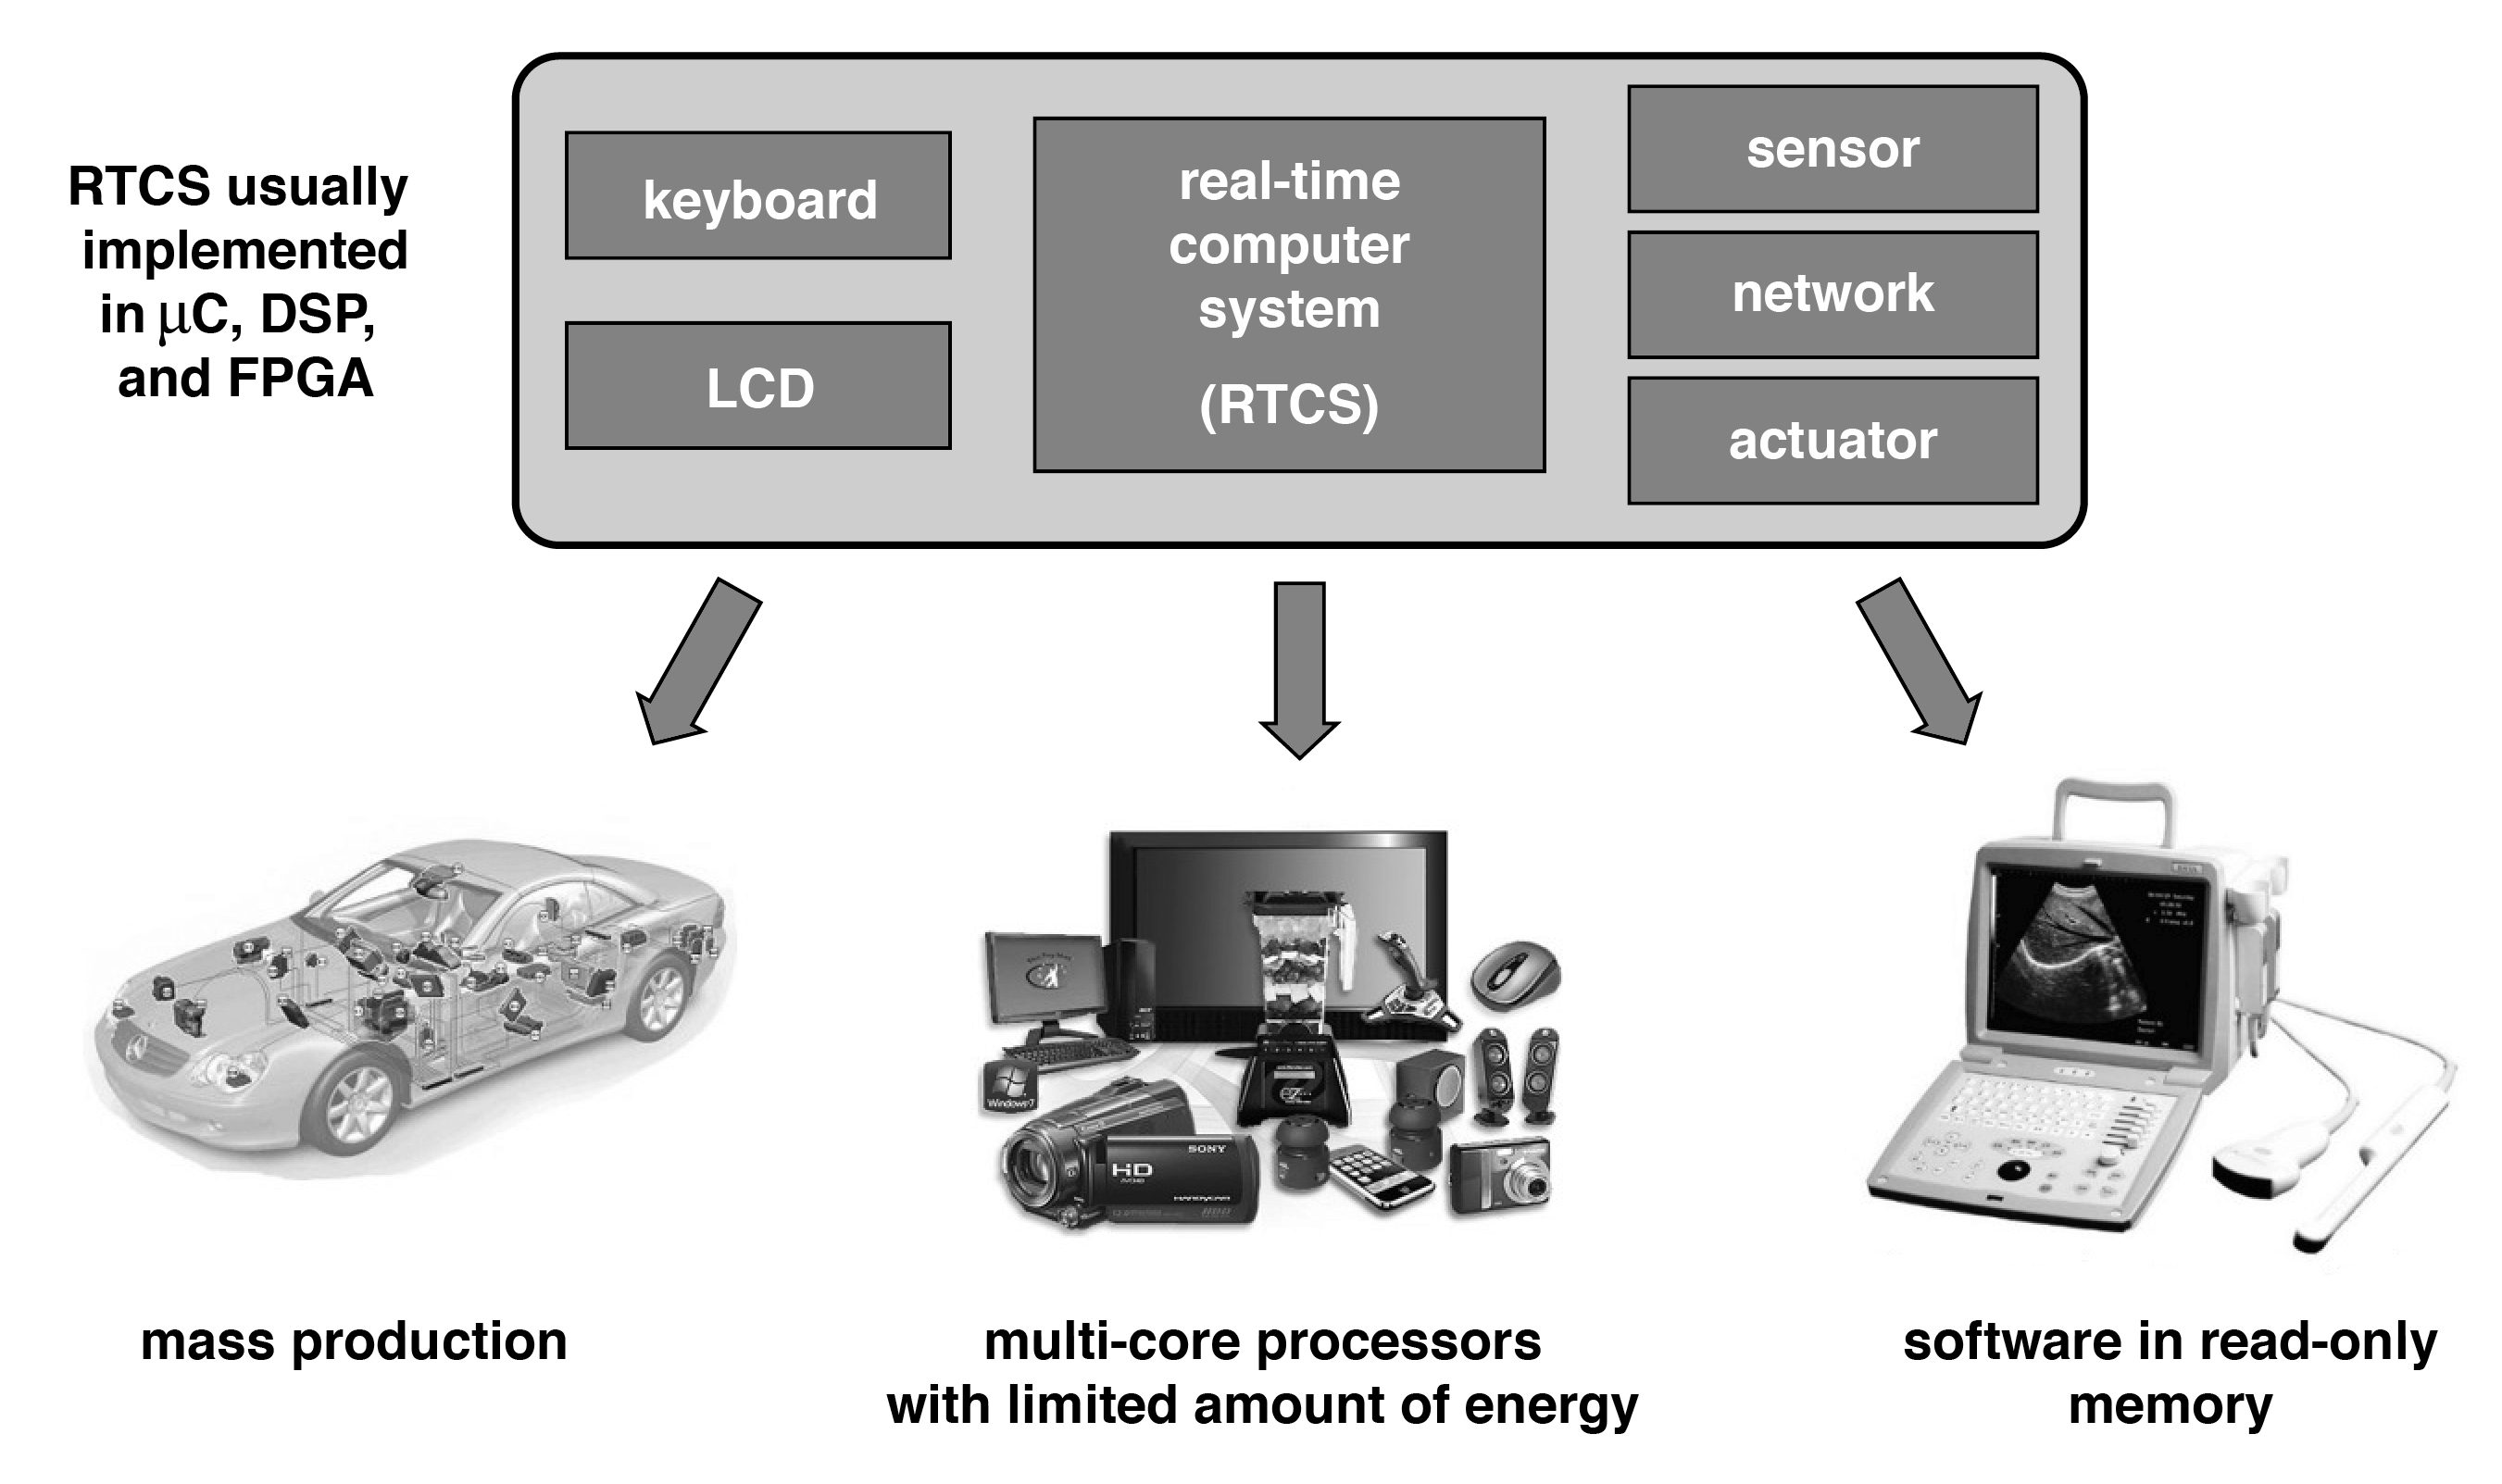 RTCS usually
implemented
in μC, DSP,
and FPGA
keyboard
LCD
real-time
computer
system
(RTCS)
sensor
network
actuator
Windows7
SONY
HD
HANDYCAM
mass production
multi-core processors
with limited amount of energy
software in read-only
memory